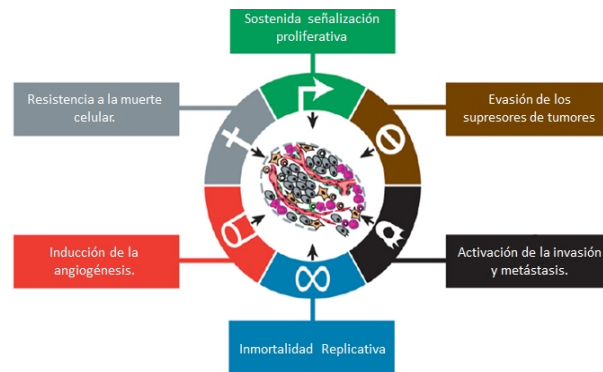 Sostenida señalización
proliferativa
Resistencia a la muerte
celular.
Evasión de los
supresores de tumores
Inducción de la
angiogénesis.
Activación de la invasión
y metástasis.
Inmortalidad Replicativa